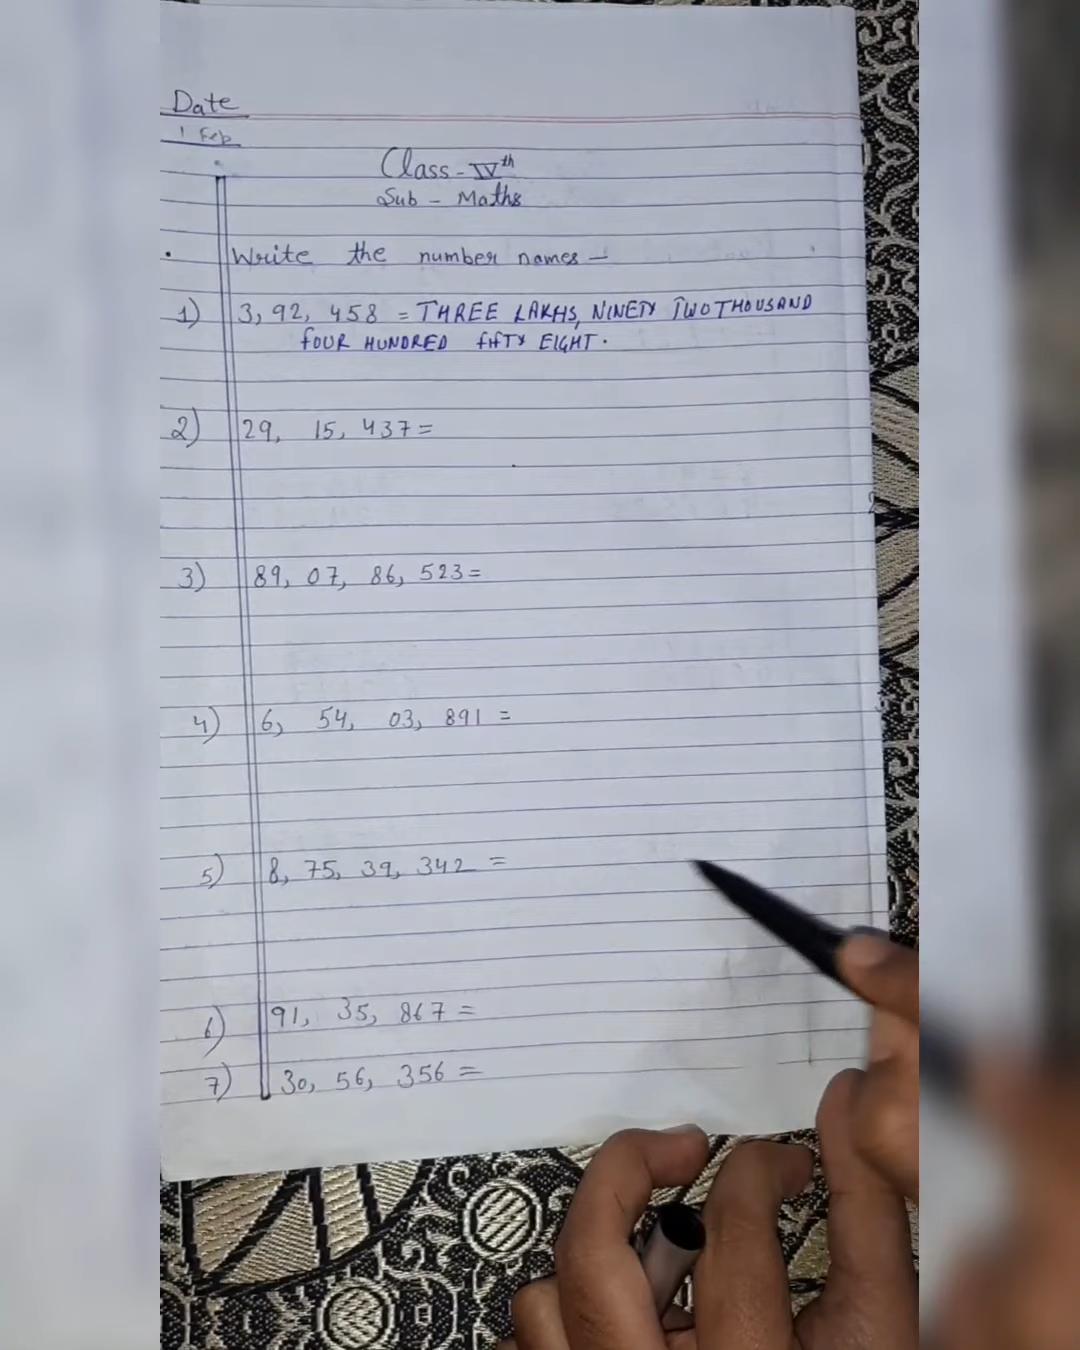 Date
1 Feb
Class - IVth
Sub - Maths
Write the number names -
1) 3, 92, 458 = THREE LAKHS, NINETY TWO THOUSAND
FOUR HUNDRED FIFTY EIGHT.
2) 29, 15, 437 =
3) 89, 07, 86, 523 =
4) 6, 54, 03, 891 =
5) 8, 75, 39, 342 =
6) 91, 35, 867 =
7) 30, 56, 356 =